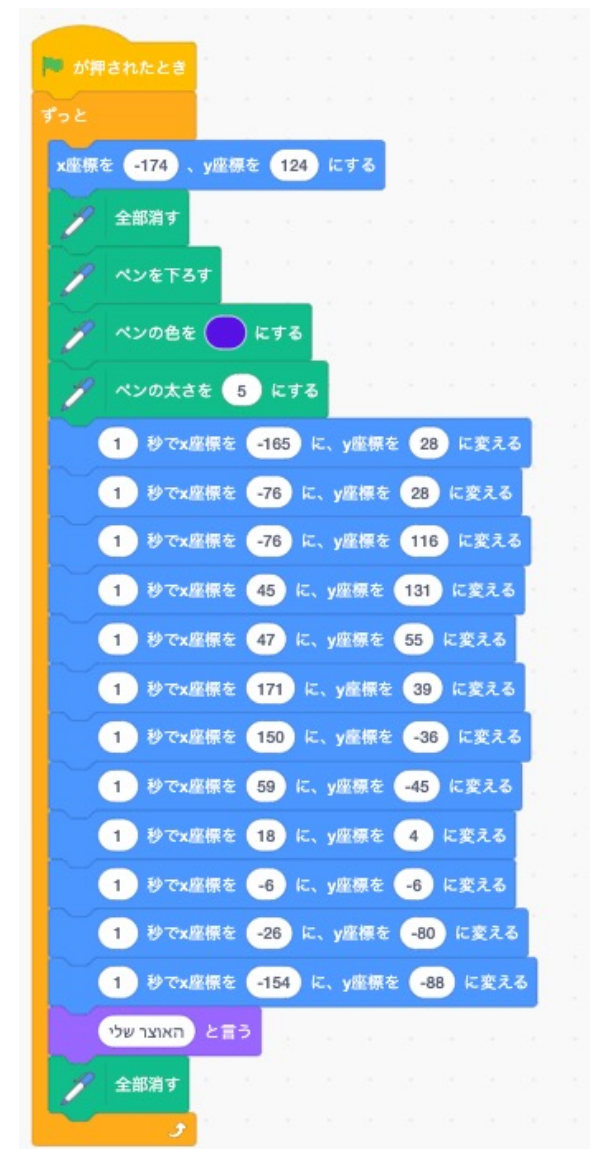 が押されたとき
ずっと
x座標を -174 、y座標を 124 にする
全部消す
ペンを下ろす
ペンの色を にする
ペンの太さを 5 にする
1 秒でx座標を -165 に、y座標を 28 に変える
1 秒でx座標を -76 に、y座標を 28 に変える
1 秒でx座標を -76 に、y座標を 116 に変える
1 秒でx座標を 45 に、y座標を 131 に変える
1 秒でx座標を 47 に、y座標を 55 に変える
1 秒でx座標を 171 に、y座標を 39 に変える
1 秒でx座標を 150 に、y座標を -36 に変える
1 秒でx座標を 59 に、y座標を -45 に変える
1 秒でx座標を 18 に、y座標を 4 に変える
1 秒でx座標を -6 に、y座標を -6 に変える
1 秒でx座標を -26 に、y座標を -80 に変える
1 秒でx座標を -154 に、y座標を -88 に変える
האוצר שלי と言う
全部消す